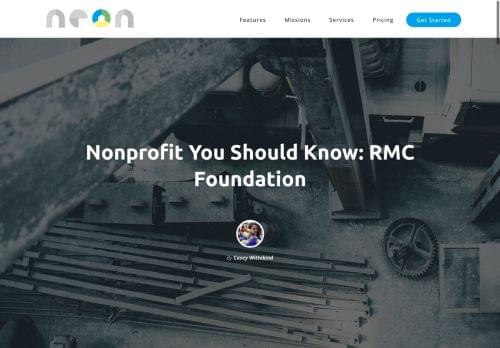 neon
Features Missions Services Pricing Get Started
Nonprofit You Should Know: RMC
Foundation
By Casey Wittekind